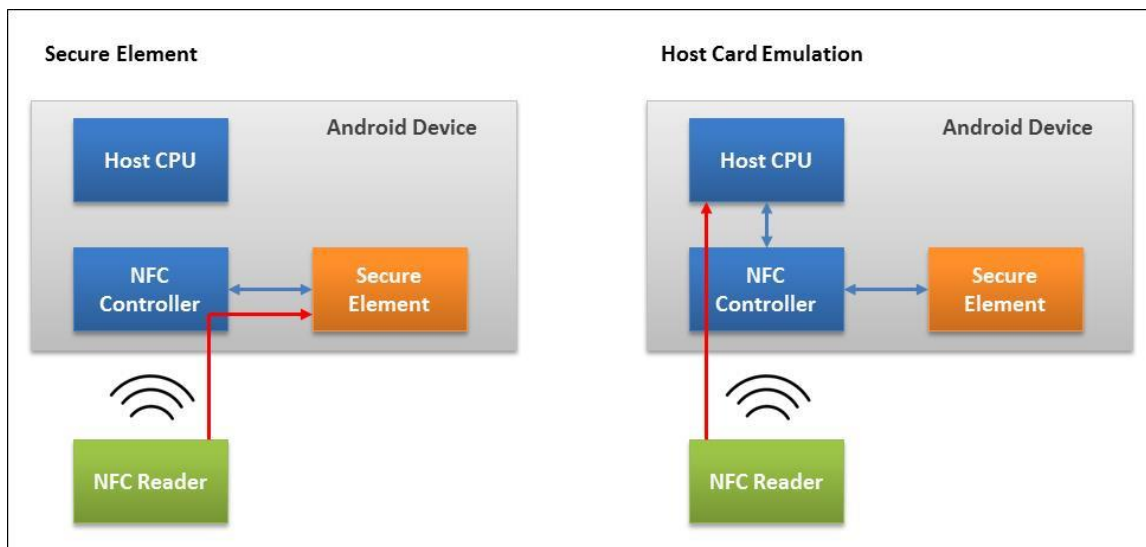 Secure Element
Android Device
Host CPU
NFC
Controller
Secure
Element
NFC Reader
Host Card Emulation
Android Device
Host CPU
NFC
Controller
Secure
Element
NFC Reader